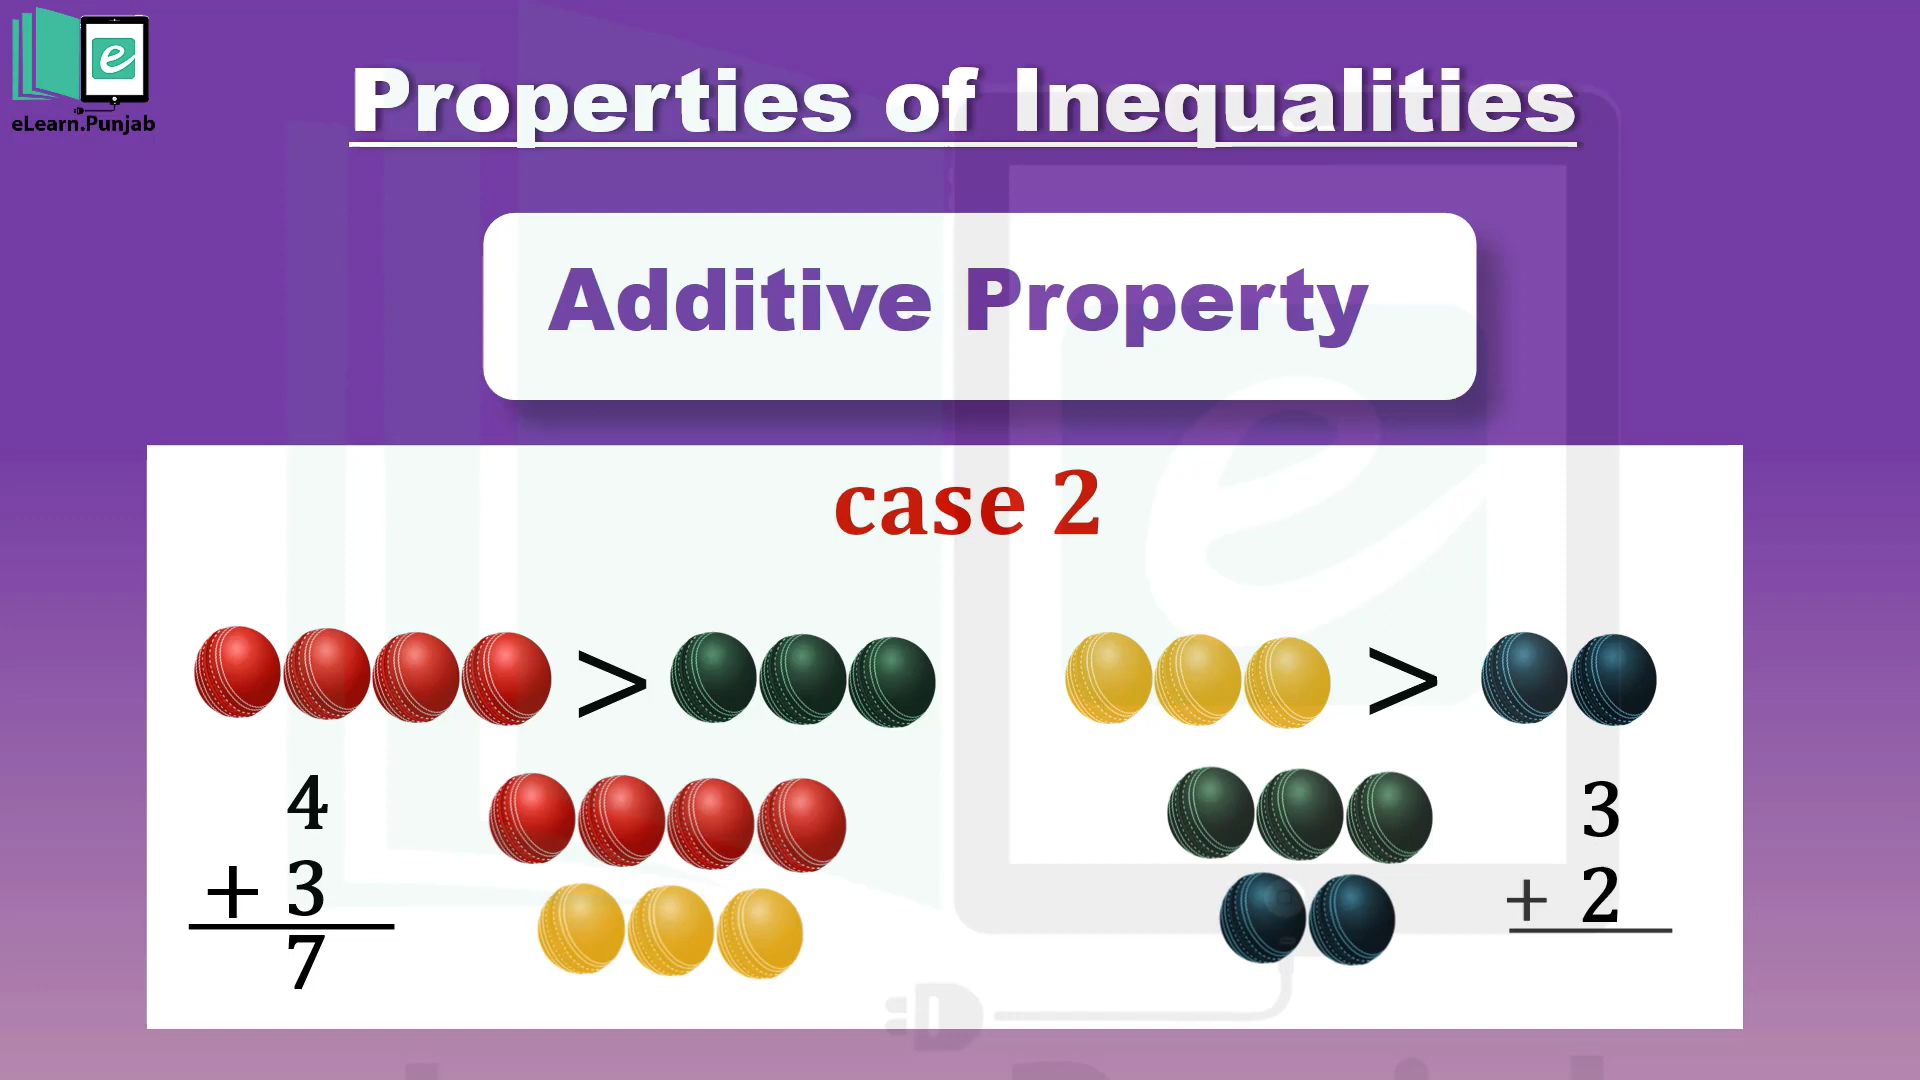 eLearn.Punjab
Properties of Inequalities
Additive Property
case 2
> >
4
+ 3
7
3
+ 2